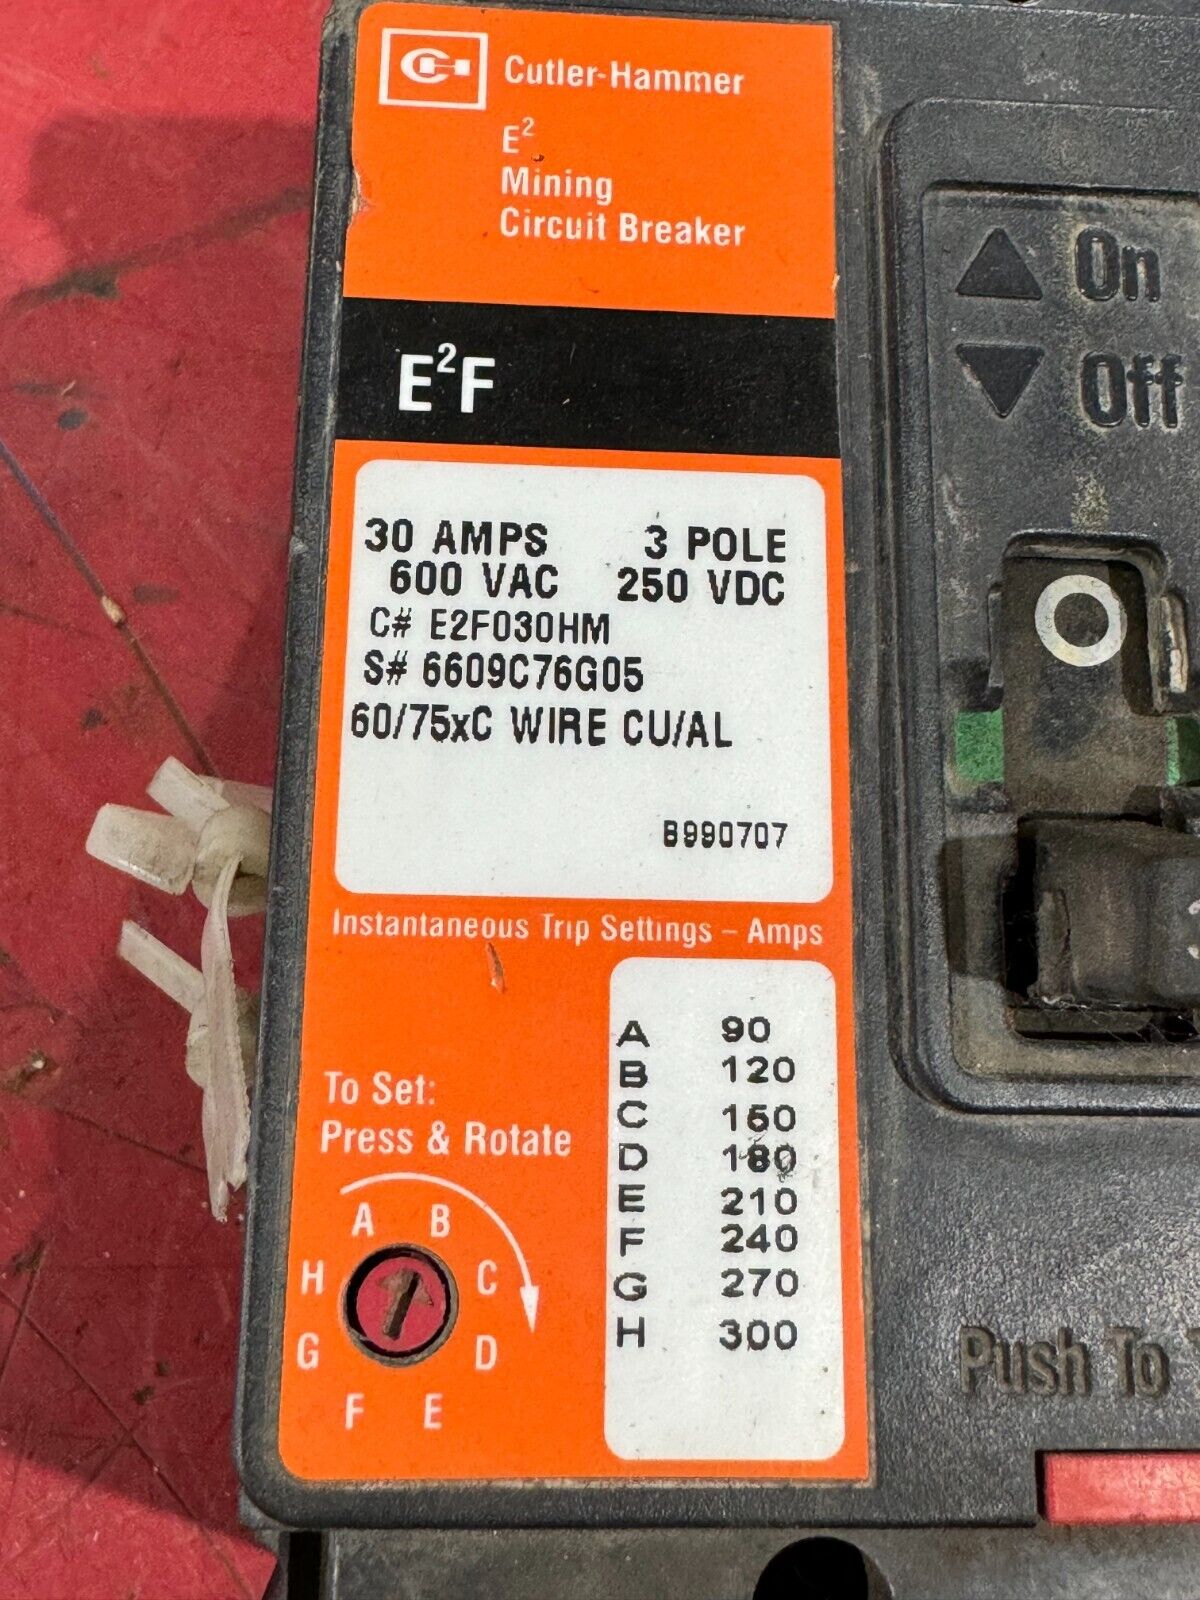 Cutler-Hammer
E²
Mining
Circuit Breaker
E²F
30 AMPS 3 POLE
600 VAC 250 VDC
C# E2F030HM
S# 6609C76G05
60/75xC WIRE CU/AL
B990707
Instantaneous Trip Settings – Amps
A 90
B 120
C 150
D 180
E 210
F 240
G 270
H 300
To Set:
Press & Rotate
A B
H C
G D
F E
On
Off
Push To